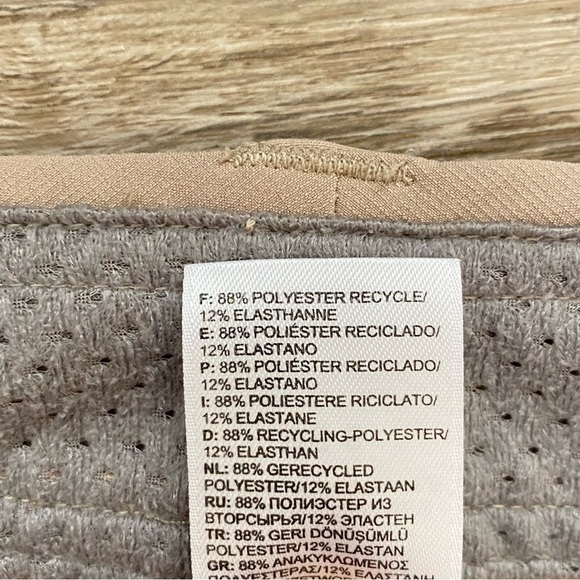 F: 88% POLYESTER RECYCLE/
12% ELASTHANNE
E: 88% POLIÉSTER RECICLADO/
12% ELASTANO
P: 88% POLIÉSTER RECICLADO/
12% ELASTANO
I: 88% POLIESTERE RICICLATO/
12% ELASTANE
D: 88% RECYCLING-POLYESTER/
12% ELASTHAN
NL: 88% GERECYCLED
POLYESTER/12% ELASTAAN
RU: 88% ПОЛИЭСТЕР ИЗ
ВТОРСЫРЬЯ/12% ЭЛАСТЕН
TR: 88% GERI DÖNÜŞÜMLÜ
POLYESTER/12% ELASTAN
GR: 88% ΑΝΑΚΥΚΛΩΜΕΝΟΣ